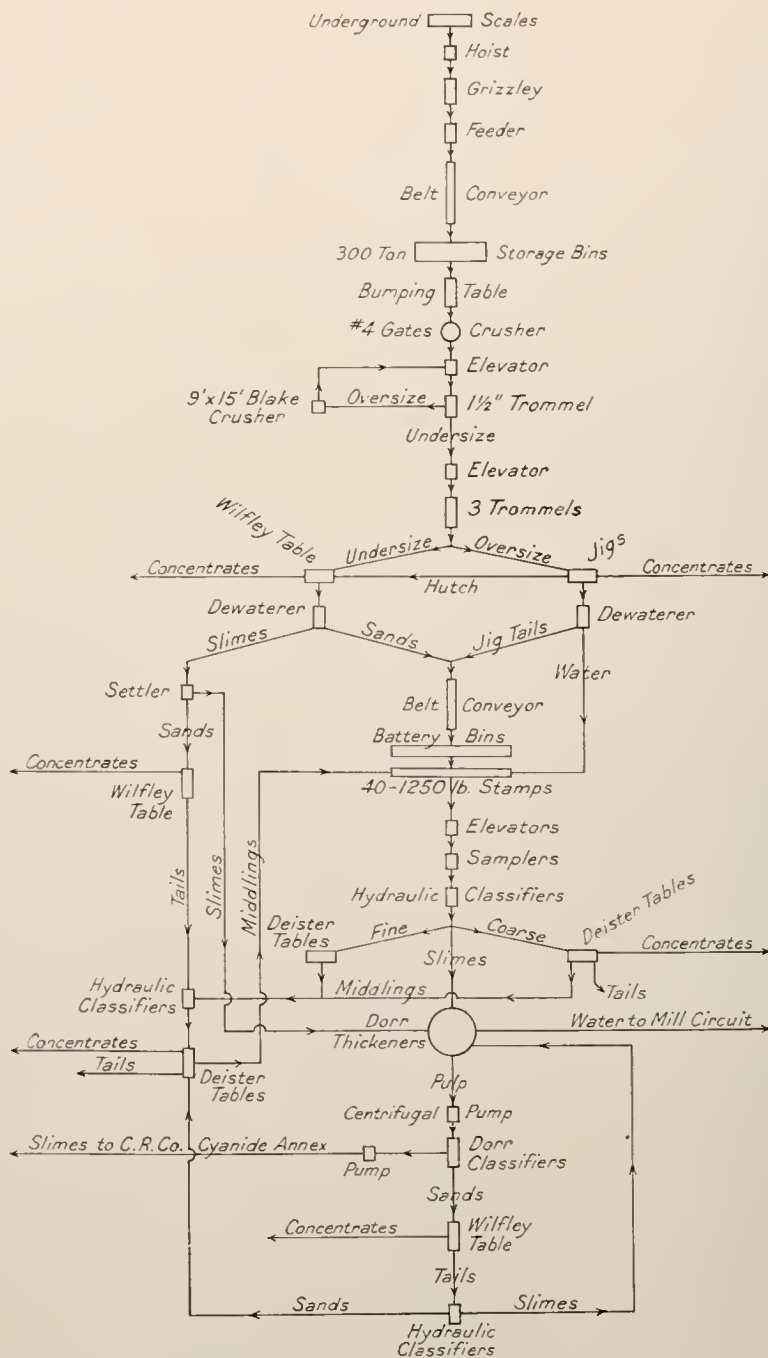 Underground Scales
Hoist
Grizzley
Feeder
Belt Conveyor
300 Ton Storage Bins
Bumping Table
#4 Gates Crusher
Elevator
9'x15' Blake
Crusher
Oversize
1½" Trommel
Undersize
Elevator
3 Trommels
Wilfley Table
Undersize
Oversize
Jigs
Concentrates
Hutch
Concentrates
Dewaterer
Dewaterer
Slimes
Sands
Jig Tails
Water
Settler
Sands
Belt Conveyor
Battery Bins
Concentrates
Wilfley
Table
40-1250 lb. Stamps
Elevators
Samplers
Tails
Slimes
Middlings
Hydraulic Classifiers
Deister
Tables
Fine
Coarse
Slimes
Deister Tables
Concentrates
Tails
Hydraulic
Classifiers
Middlings
Dorr
Thickeners
Water to Mill Circuit
Concentrates
Tails
Deister
Tables
Pulp
Centrifugal Pump
Slimes to C.R.Co. Cyanide Annex
Pump
Dorr
Classifiers
Sands
Concentrates
Wilfley
Table
Tails
Sands
Slimes
Hydraulic
Classifiers